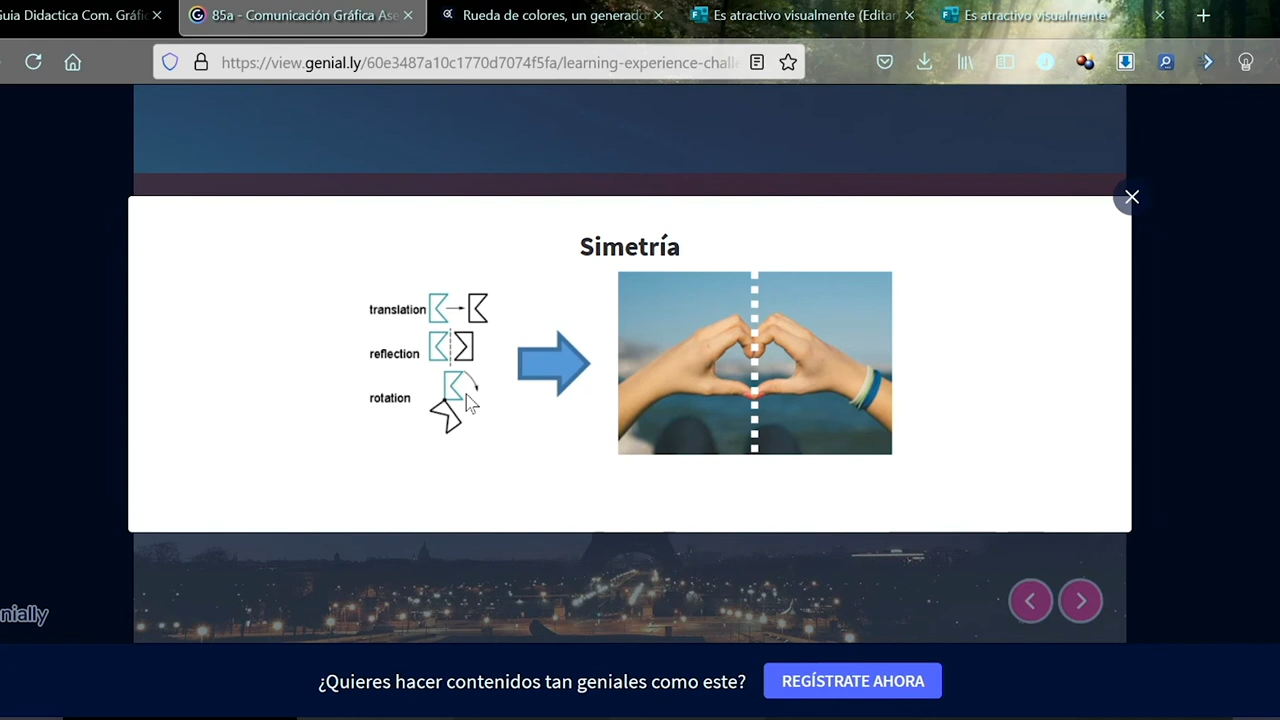 Guia Didactica Com. Gráfic
85a - Comunicación Gráfica Ase
Rueda de colores, un generado
Es atractivo visualmente (Editar
Es atractivo visualmente
https://view.genial.ly/60e3487a10c1770d7074f5fa/learning-experience-chall
Simetría
translation
reflection
rotation
nially
¿Quieres hacer contenidos tan geniales como este?
REGÍSTRATE AHORA